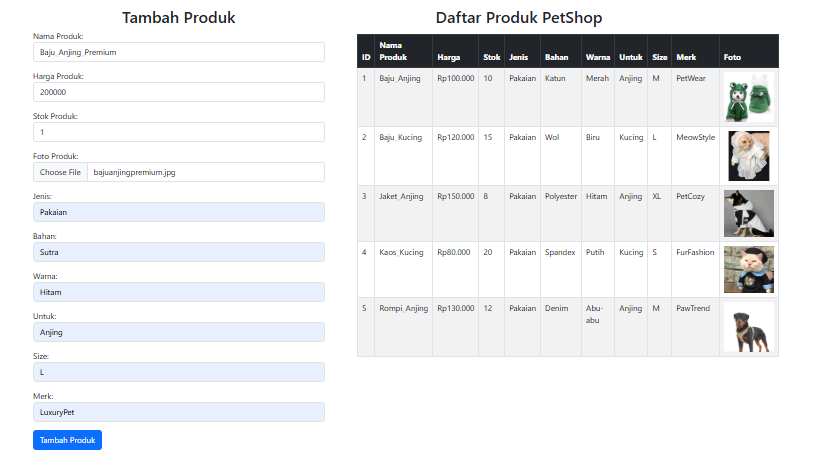 Tambah Produk
Nama Produk:
Baju_Anjing_Premium
Harga Produk:
200000
Stok Produk:
1
Foto Produk:
Choose File bajuanjingpremium.jpg
Jenis:
Pakaian
Bahan:
Sutra
Warna:
Hitam
Untuk:
Anjing
Size:
L
Merk:
LuxuryPet
Tambah Produk
Daftar Produk PetShop
ID Nama Produk Harga Stok Jenis Bahan Warna Untuk Size Merk Foto
1 Baju_Anjing Rp100.000 10 Pakaian Katun Merah Anjing M PetWear
2 Baju_Kucing Rp120.000 15 Pakaian Wol Biru Kucing L MeowStyle
3 Jaket_Anjing Rp150.000 8 Pakaian Polyester Hitam Anjing XL PetCozy
4 Kaos_Kucing Rp80.000 20 Pakaian Spandex Putih Kucing S FurFashion
5 Rompi_Anjing Rp130.000 12 Pakaian Denim Abu-abu Anjing M PawTrend